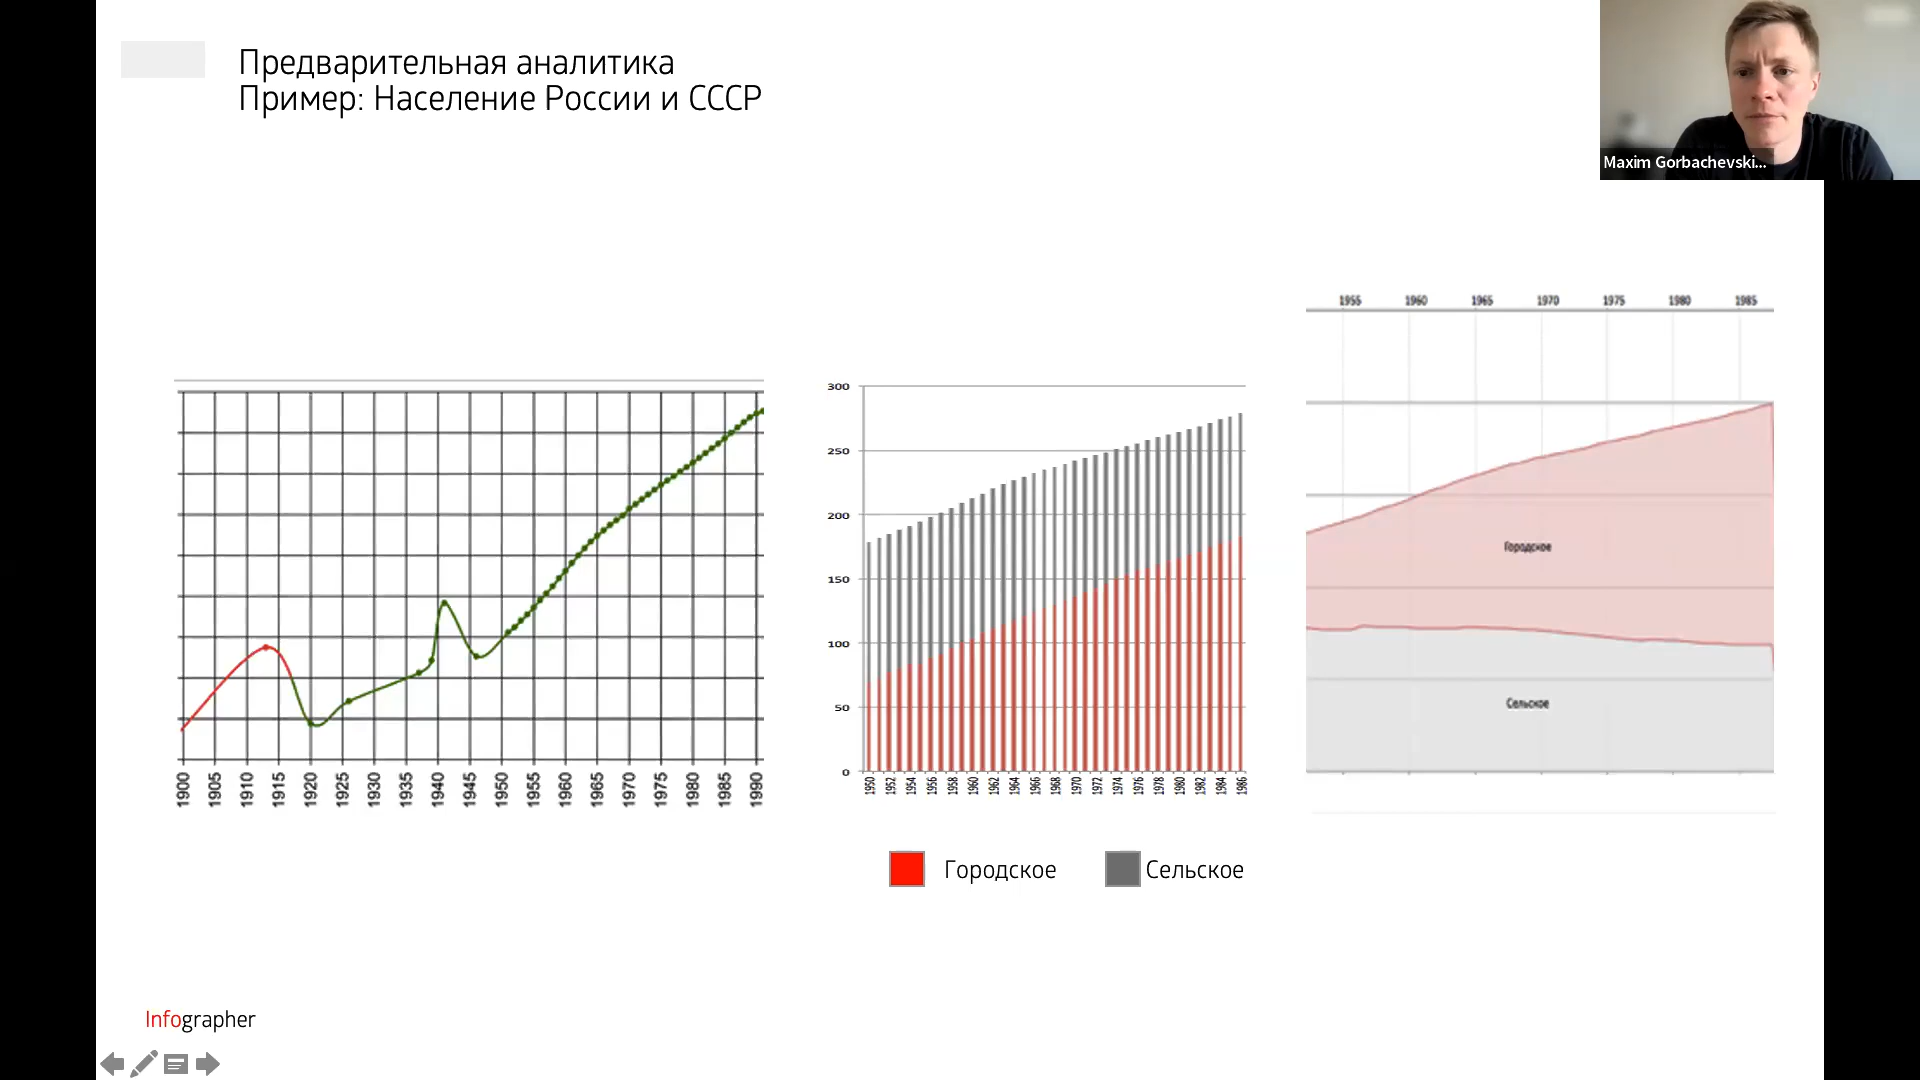 Предварительная аналитика
Пример: Население России и СССР
Maxim Gorbachevski...
1900 1905 1910 1915 1920 1925 1930 1935 1940 1945 1950 1955 1960 1965 1970 1975 1980 1985 1990
300
250
200
150
100
50
0
1950 1952 1954 1956 1958 1960 1962 1964 1966 1968 1970 1972 1974 1976 1978 1980 1982 1984 1986
Городское Сельское
1955 1960 1965 1970 1975 1980 1985
Городское
Сельское
Infographer